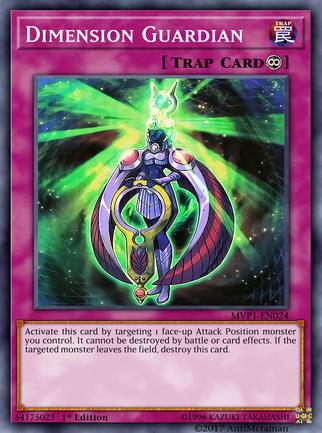 DIMENSION GUARDIAN
TRAP
罠
[TRAP CARD∞]
MVP1-EN024
Activate this card by targeting 1 face-up Attack Position monster
you control. It cannot be destroyed by battle or card effects. If
the targeted monster leaves the field, destroy this card.
54175023 1st Edition ©1996 KAZUKI TAKAHASHI
©2017 AntiMetaman